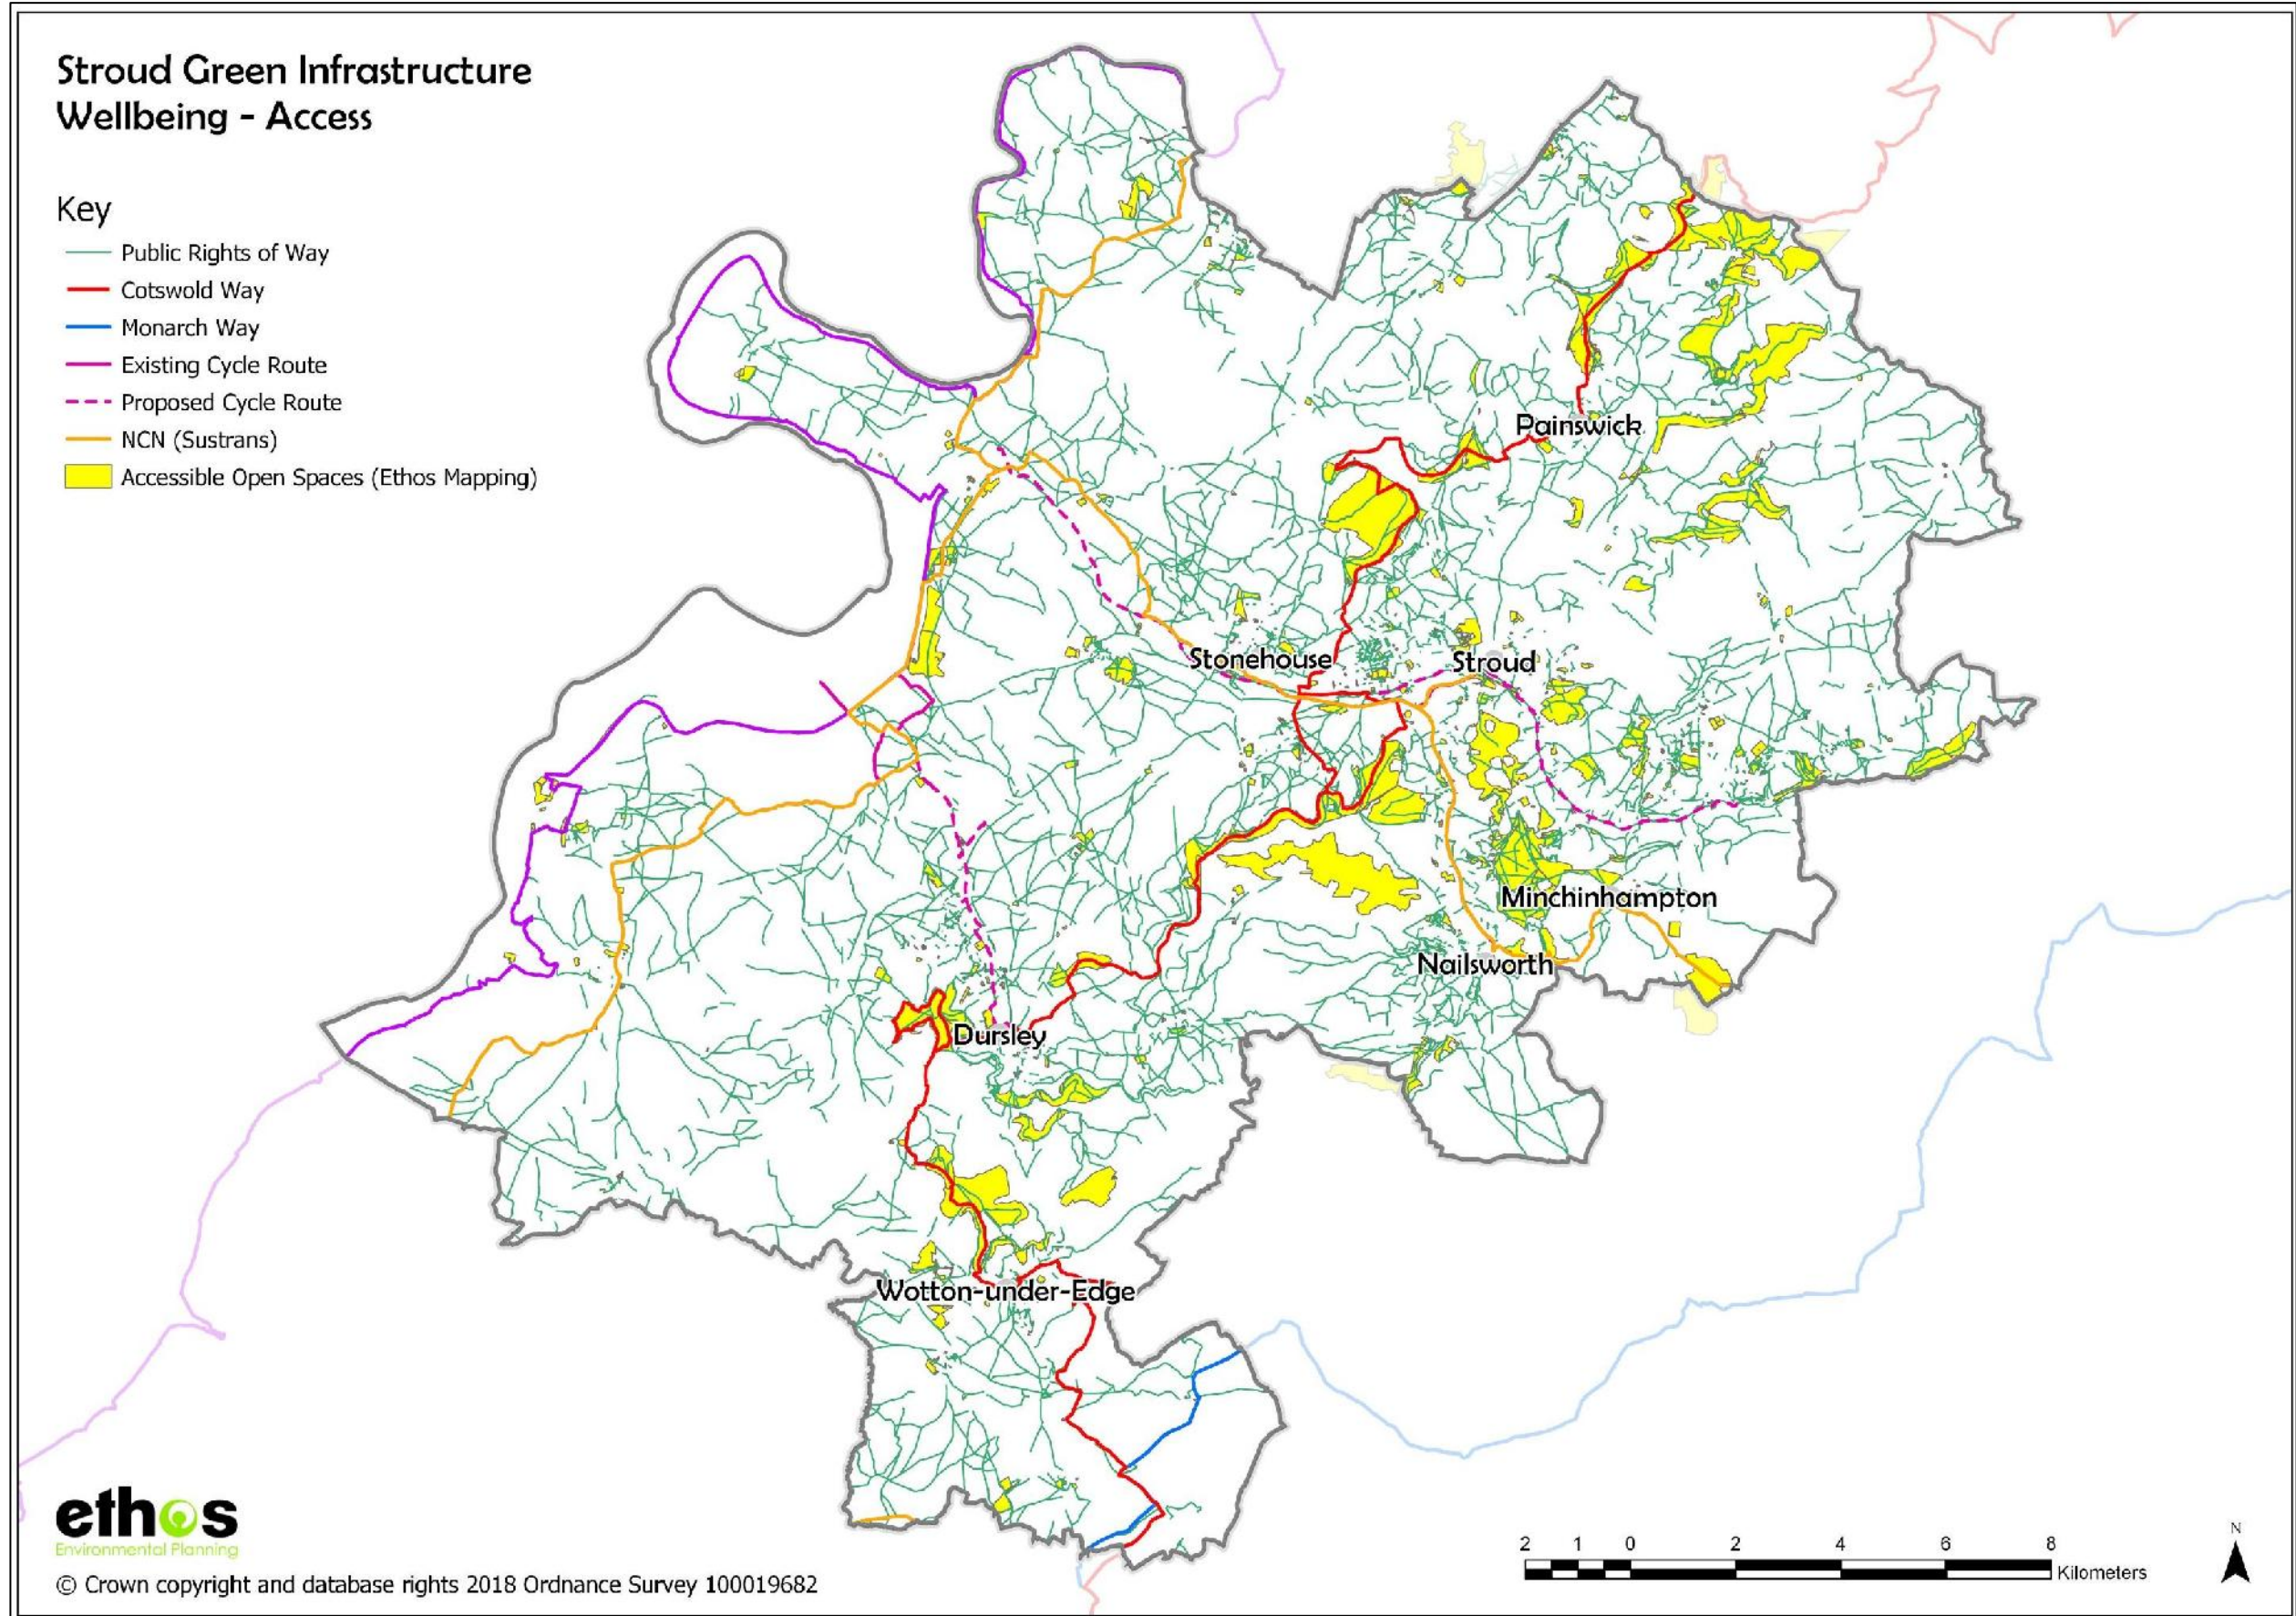 Stroud Green Infrastructure
Wellbeing - Access
Key
Public Rights of Way
Cotswold Way
Monarch Way
Existing Cycle Route
Proposed Cycle Route
NCN (Sustrans)
Accessible Open Spaces (Ethos Mapping)
Painswick
Stonehouse
Stroud
Minchinhampton
Nailsworth
Dursley
Wotton-under-Edge
ethos
Environmental Planning
© Crown copyright and database rights 2018 Ordnance Survey 100019682
2 1 0 2 4 6 8
Kilometers
N